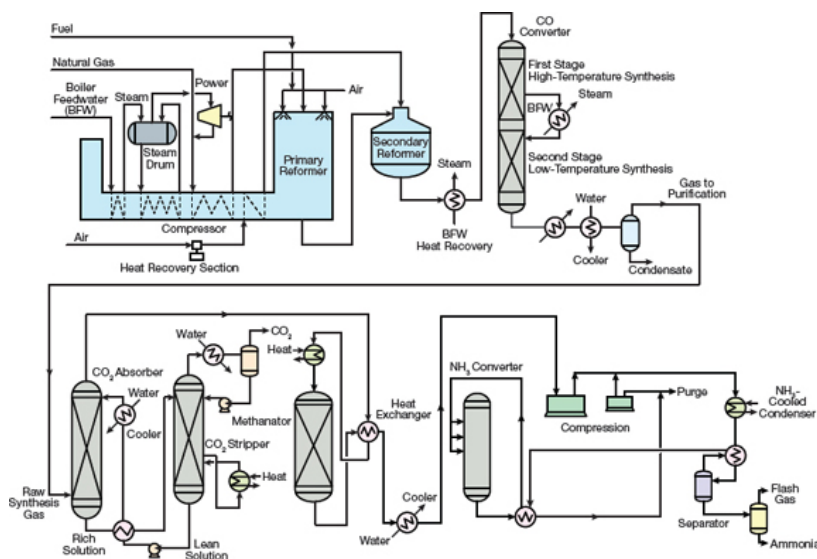 Fuel
CO
Converter
Natural Gas
Power
First Stage
High-Temperature Synthesis
Boiler
Feedwater
(BFW)
Steam
Air
BFW
Steam
Steam
Drum
Primary
Reformer
Secondary
Reformer
Steam
Second Stage
Low-Temperature Synthesis
Water
Gas to
Purification
Compressor
Air
BFW
Heat Recovery
Cooler
Condensate
Heat Recovery Section
Water
CO2
CO2 Absorber
Heat
NH3 Converter
NH3-
Cooled
Condenser
Water
Cooler
Methanator
Heat
Exchanger
Purge
Compression
CO2 Stripper
Heat
Cooler
Raw
Synthesis
Gas
Rich
Solution
Lean
Solution
Water
Separator
Flash
Gas
Ammonia